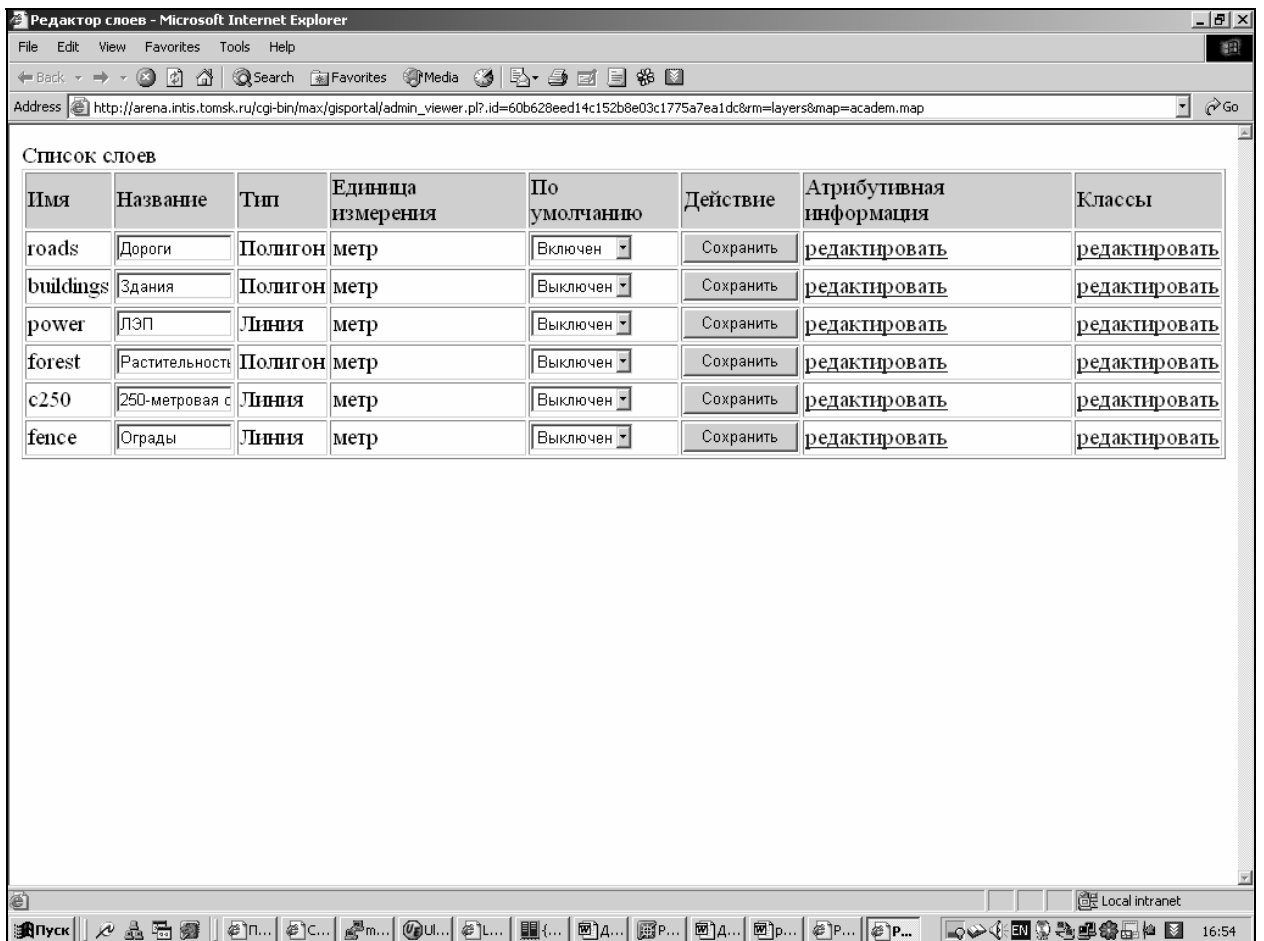 Редактор слоев - Microsoft Internet Explorer
File Edit View Favorites Tools Help
Back Search Favorites Media
Address http://arena.intis.tomsk.ru/cgi-bin/max/gisportal/admin_viewer.pl?.id=60b628eed14c152b8e03c1775a7ea1dc&rm=layers&map=academ.map Go
Список слоев
Имя Название Тип Единица измерения По умолчанию Действие Атрибутивная информация Классы
roads Дороги Полигон метр Включен Сохранить редактировать редактировать
buildings Здания Полигон метр Выключен Сохранить редактировать редактировать
power ЛЭП Линия метр Выключен Сохранить редактировать редактировать
forest Растительность Полигон метр Выключен Сохранить редактировать редактировать
c250 250-метровая с Линия метр Выключен Сохранить редактировать редактировать
fence Ограды Линия метр Выключен Сохранить редактировать редактировать
Local intranet
Пуск П... С... m... Ul... L... {... Д... Р... Д... р... Р... Р... EN 16:54